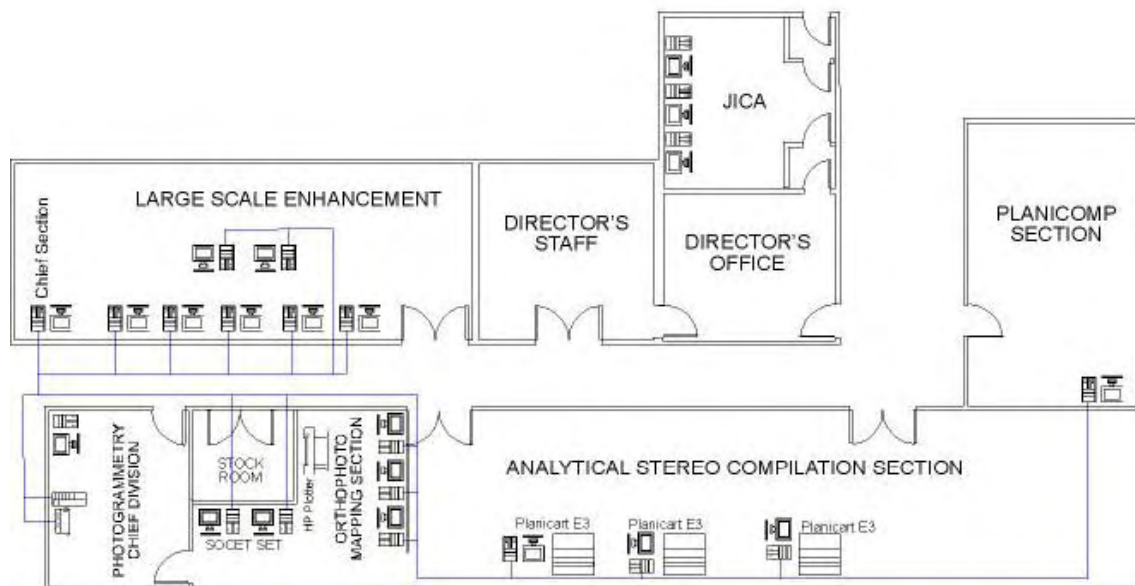 JICA
LARGE SCALE ENHANCEMENT
Chief Section
DIRECTOR'S
STAFF
DIRECTOR'S
OFFICE
PLANICOMP
SECTION
PHOTOGRAMMETRY
CHIEF DIVISION
STOCK
ROOM
SOCET SET
HP Plotter
ORTHOPHOTO
MAPPING SECTION
ANALYTICAL STEREO COMPILATION SECTION
Planicart E3
Planicart E3
Planicart E3